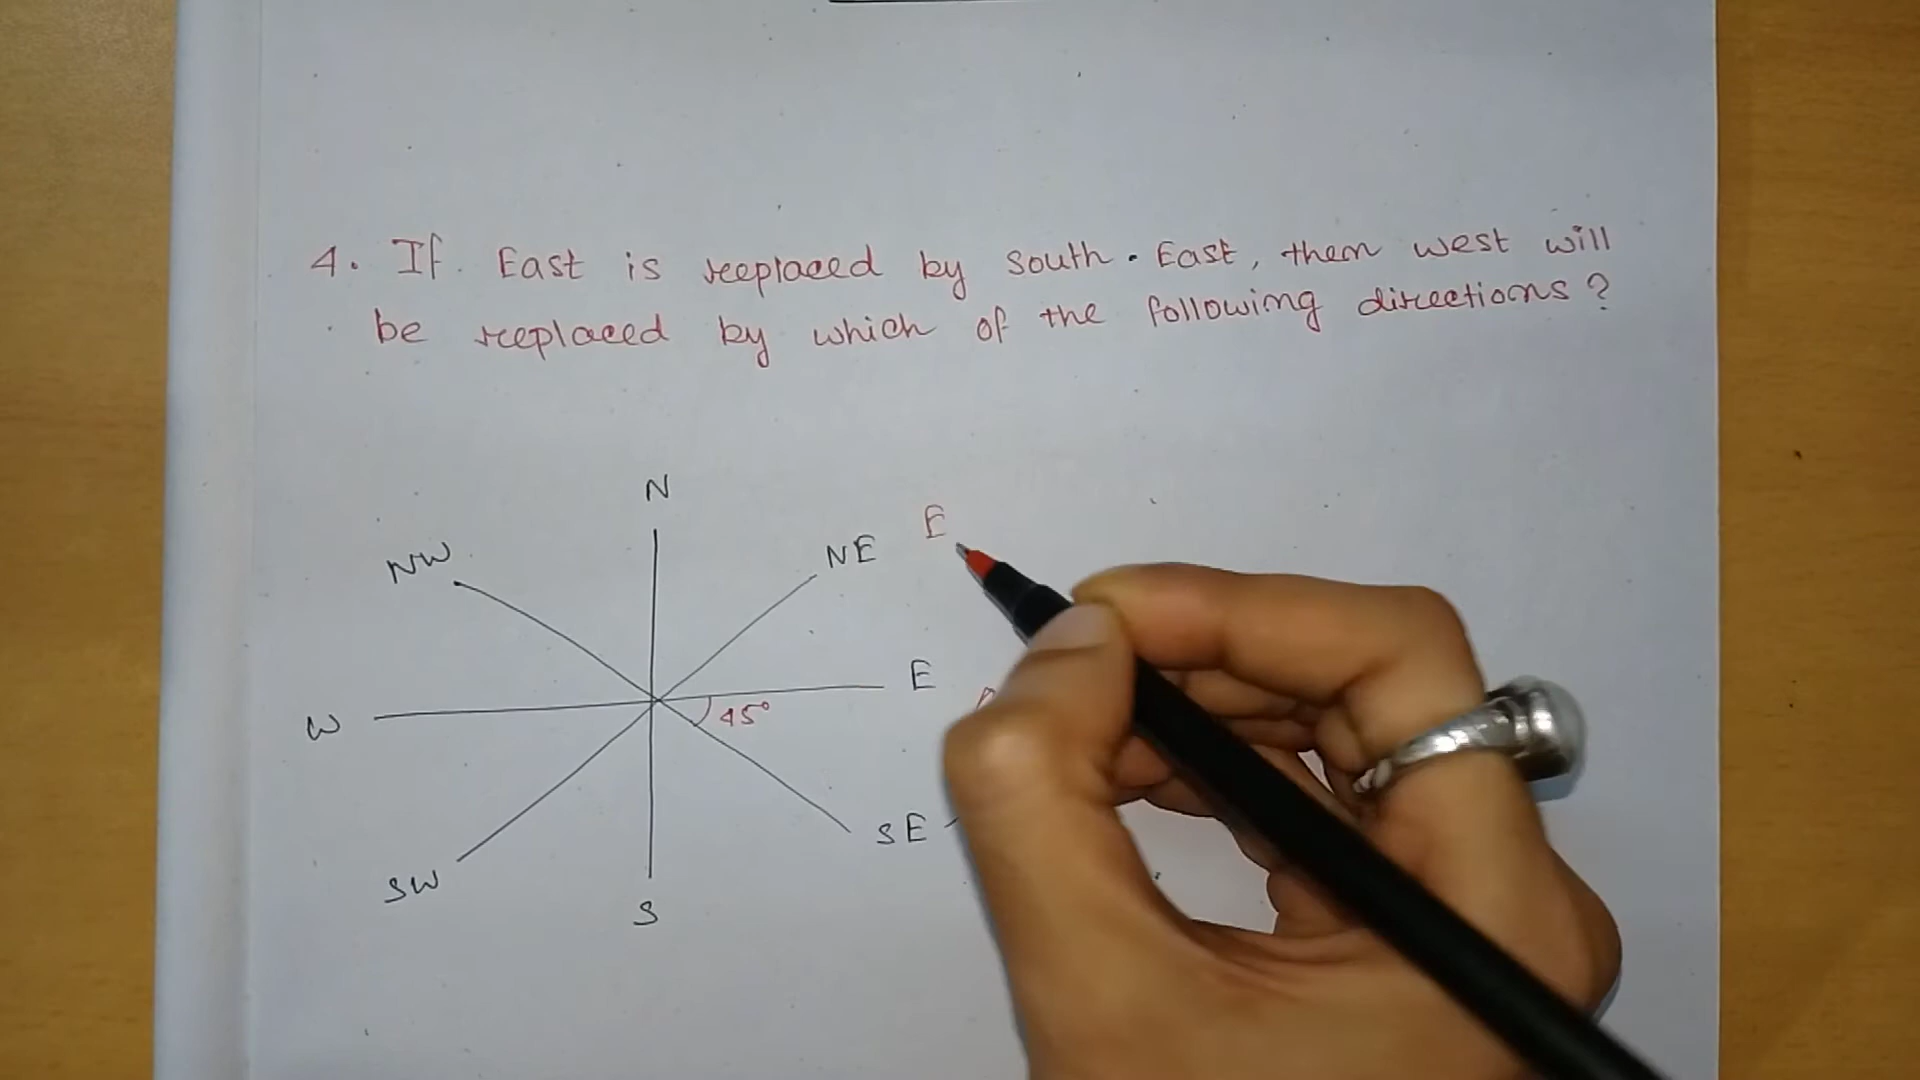 4. If East is replaced by South-East, then west will
be replaced by which of the following directions?
N
NW
NE
E
E
W
45°
SE
SW
S